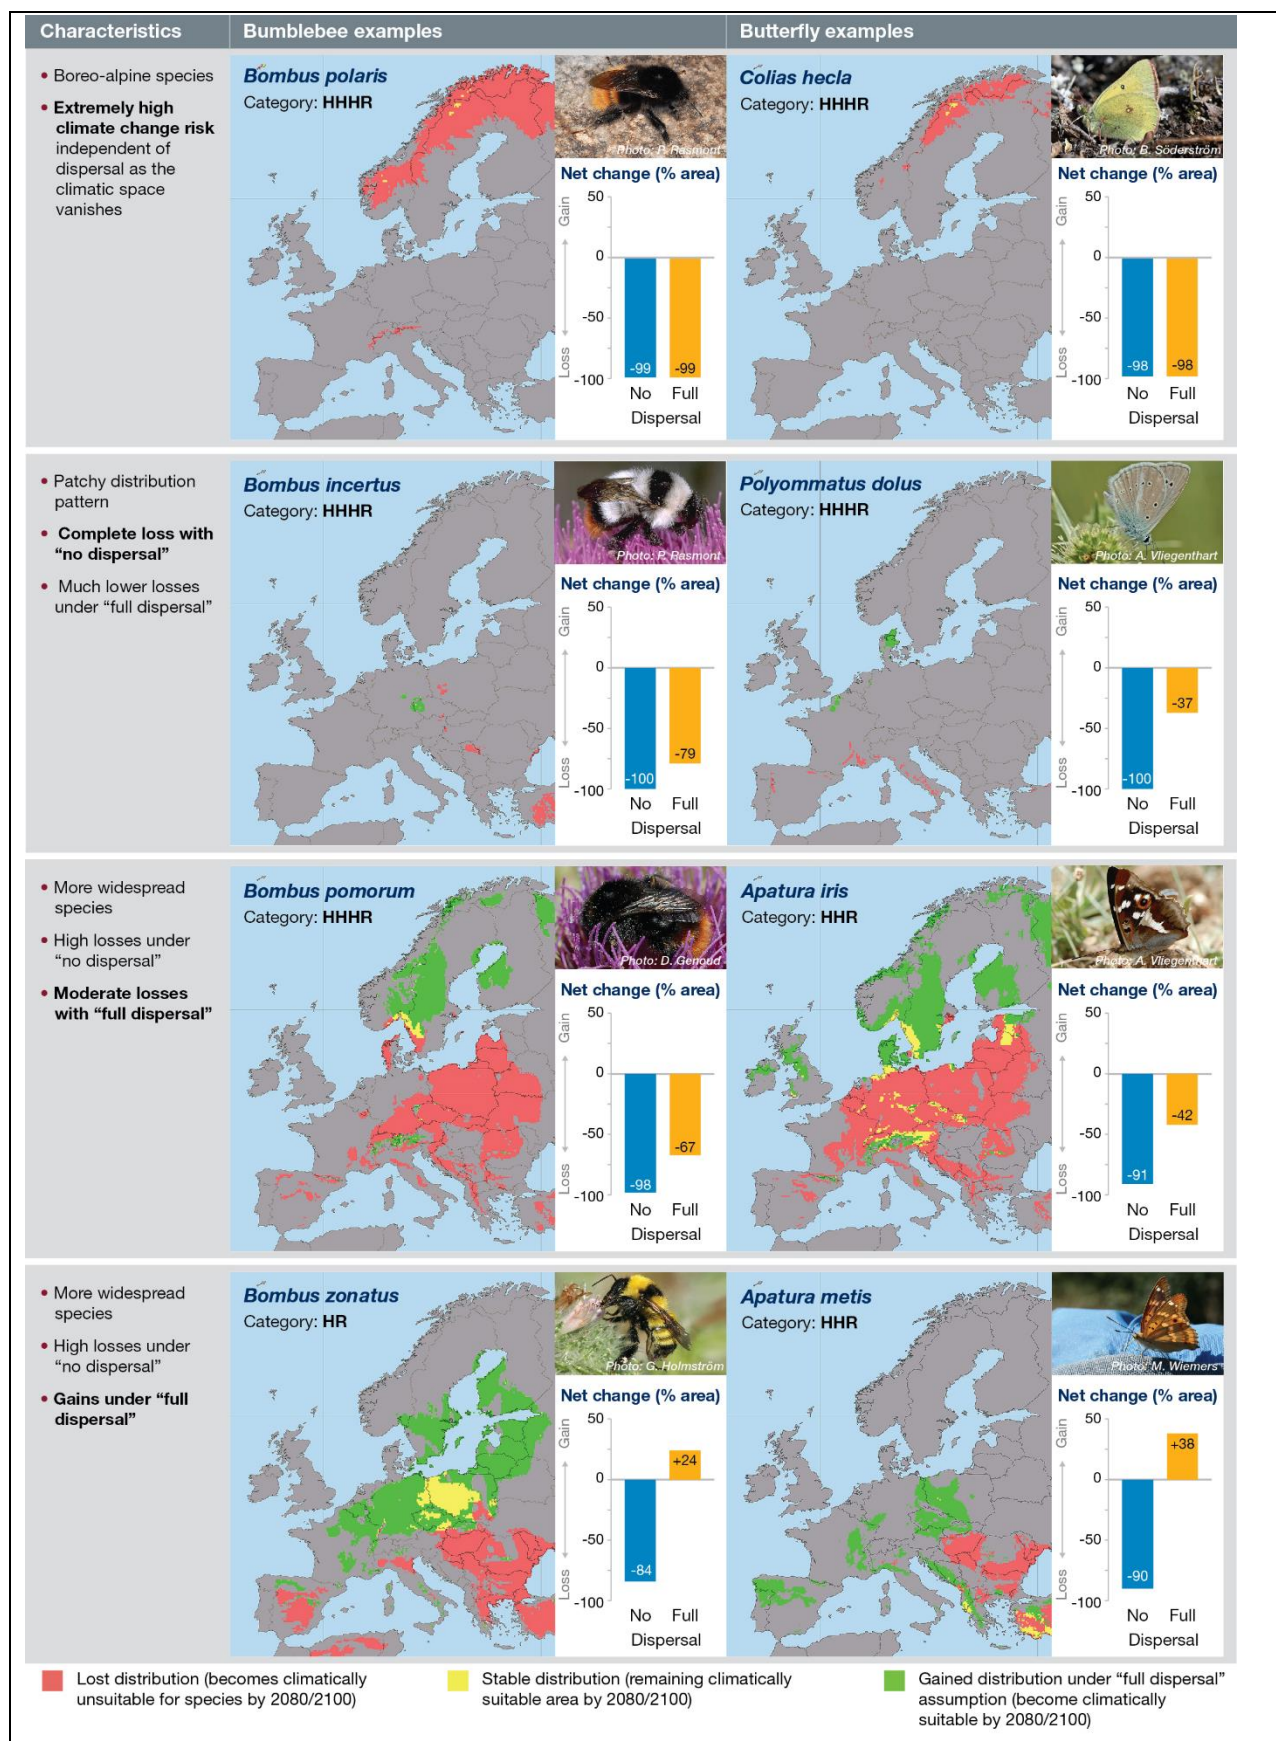 Characteristics
Bumblebee examples
Butterfly examples
• Boreo-alpine species
• Extremely high
climate change risk
independent of
dispersal as the
climatic space
vanishes
Bombus polaris
Category: HHHR
Photo: P. Rasmont
Net change (% area)
50
0
-50
-100
Gain
Loss
-99
-99
No
Full
Dispersal
Colias hecla
Category: HHHR
Photo: B. Söderström
Net change (% area)
50
0
-50
-100
Gain
Loss
-98
-98
No
Full
Dispersal
• Patchy distribution
pattern
• Complete loss with
“no dispersal”
• Much lower losses
under “full dispersal”
Bombus incertus
Category: HHHR
Photo: P. Rasmont
Net change (% area)
50
0
-50
-100
Gain
Loss
-100
-79
No
Full
Dispersal
Polyommatus dolus
Category: HHHR
Photo: A. Vliegenthart
Net change (% area)
50
0
-50
-100
Gain
Loss
-100
-37
No
Full
Dispersal
• More widespread
species
• High losses under
“no dispersal”
• Moderate losses
with “full dispersal”
Bombus pomorum
Category: HHHR
Photo: D. Genoud
Net change (% area)
50
0
-50
-100
Gain
Loss
-98
-67
No
Full
Dispersal
Apatura iris
Category: HHR
Photo: A. Vliegenthart
Net change (% area)
50
0
-50
-100
Gain
Loss
-91
-42
No
Full
Dispersal
• More widespread
species
• High losses under
“no dispersal”
• Gains under “full
dispersal”
Bombus zonatus
Category: HR
Photo: G. Holmström
Net change (% area)
50
0
-50
-100
Gain
Loss
-84
+24
No
Full
Dispersal
Apatura metis
Category: HHR
Photo: M. Wiemers
Net change (% area)
50
0
-50
-100
Gain
Loss
-90
+38
No
Full
Dispersal
Lost distribution (becomes climatically
unsuitable for species by 2080/2100)
Stable distribution (remaining climatically
suitable area by 2080/2100)
Gained distribution under “full dispersal”
assumption (become climatically
suitable by 2080/2100)